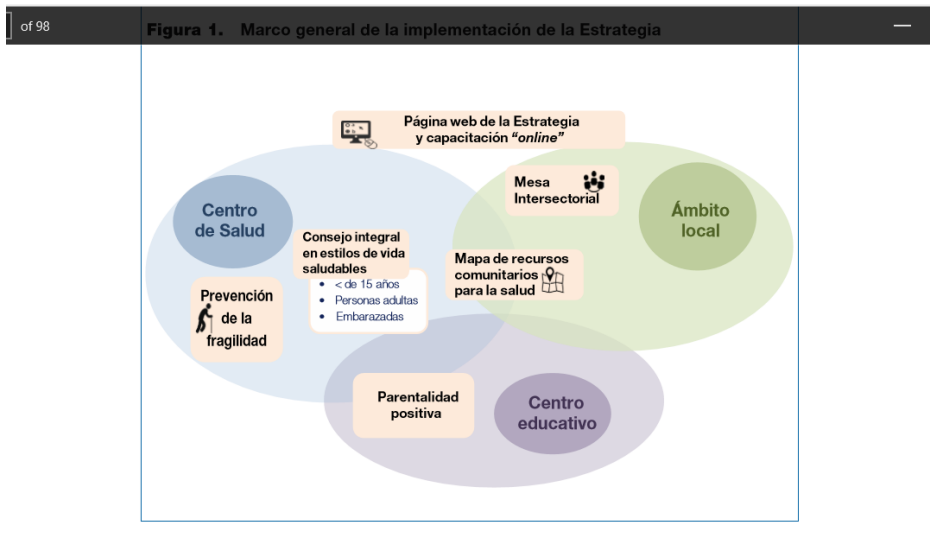 of 98
Figura 1. Marco general de la implementación de la Estrategia
Página web de la Estrategia
y capacitación “online”
Mesa
Intersectorial
Centro
de Salud
Ámbito
local
Consejo integral
en estilos de vida
saludables
• < de 15 años
• Personas adultas
• Embarazadas
Mapa de recursos
comunitarios
para la salud
Prevención
de la
fragilidad
Parentalidad
positiva
Centro
educativo